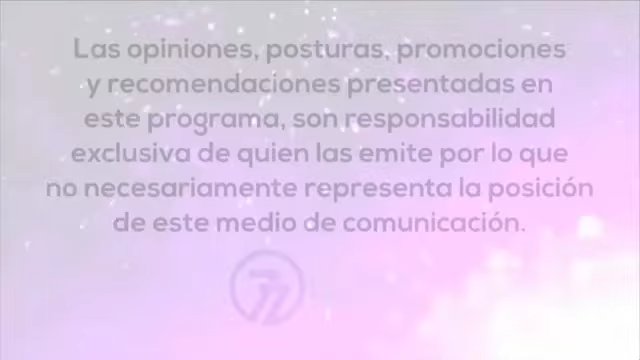 Las opiniones, posturas, promociones
y recomendaciones presentadas en
este programa, son responsabilidad
exclusiva de quien las emite por lo que
no necesariamente representa la posición
de este medio de comunicación.